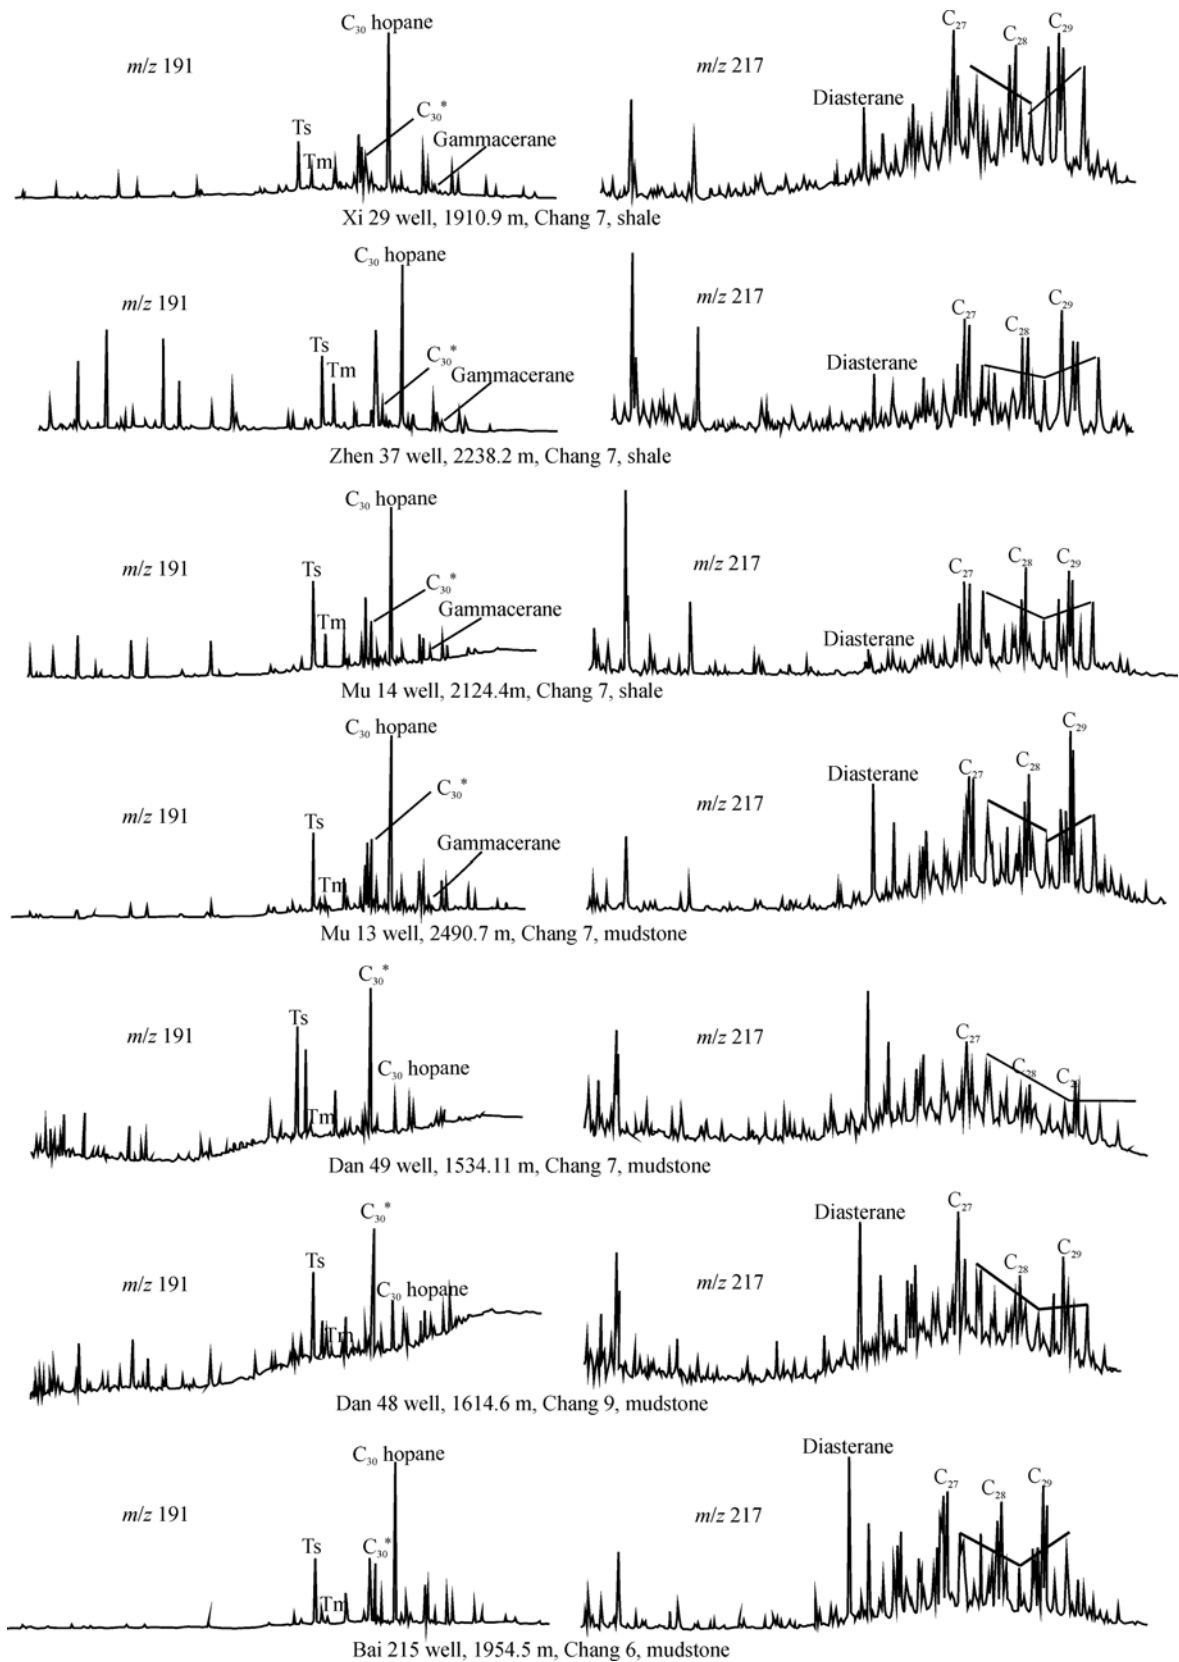 C₃₀ hopane
m/z 191
C₃₀*
Ts
Tm
Gammacerane
m/z 217
Diasterane
C₂₇
C₂₈
C₂₉
Xi 29 well, 1910.9 m, Chang 7, shale
C₃₀ hopane
m/z 191
Ts
Tm
C₃₀*
Gammacerane
m/z 217
Diasterane
C₂₇
C₂₈
C₂₉
Zhen 37 well, 2238.2 m, Chang 7, shale
C₃₀ hopane
m/z 191
Ts
Tm
C₃₀*
Gammacerane
m/z 217
Diasterane
C₂₇
C₂₈
C₂₉
Mu 14 well, 2124.4m, Chang 7, shale
C₃₀ hopane
m/z 191
Ts
Tm
C₃₀*
Gammacerane
m/z 217
Diasterane
C₂₇
C₂₈
C₂₉
Mu 13 well, 2490.7 m, Chang 7, mudstone
C₃₀*
m/z 191
Ts
Tm
C₃₀ hopane
m/z 217
C₂₇
C₂₈
Dan 49 well, 1534.11 m, Chang 7, mudstone
C₃₀*
m/z 191
Ts
Tm
C₃₀ hopane
m/z 217
Diasterane
C₂₇
C₂₈
C₂₉
Dan 48 well, 1614.6 m, Chang 9, mudstone
C₃₀ hopane
m/z 191
Ts
Tm
C₃₀*
m/z 217
Diasterane
C₂₇
C₂₈
C₂₉
Bai 215 well, 1954.5 m, Chang 6, mudstone